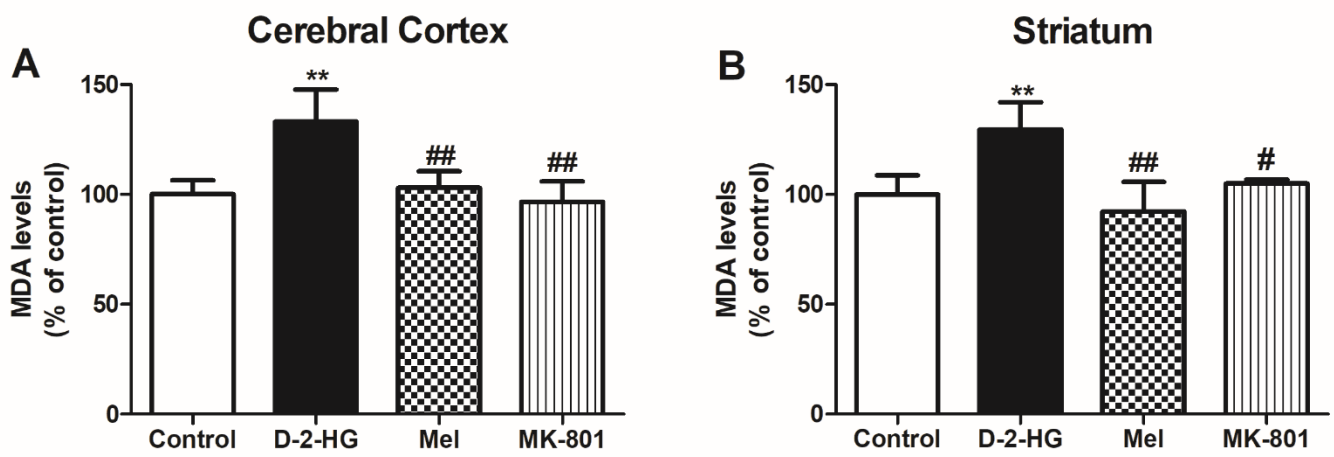 Cerebral Cortex
A
MDA levels
(% of control)
150
100
50
0
**
##
##
Control
D-2-HG
Mel
MK-801
Striatum
B
MDA levels
(% of control)
150
100
50
0
**
##
#
Control
D-2-HG
Mel
MK-801